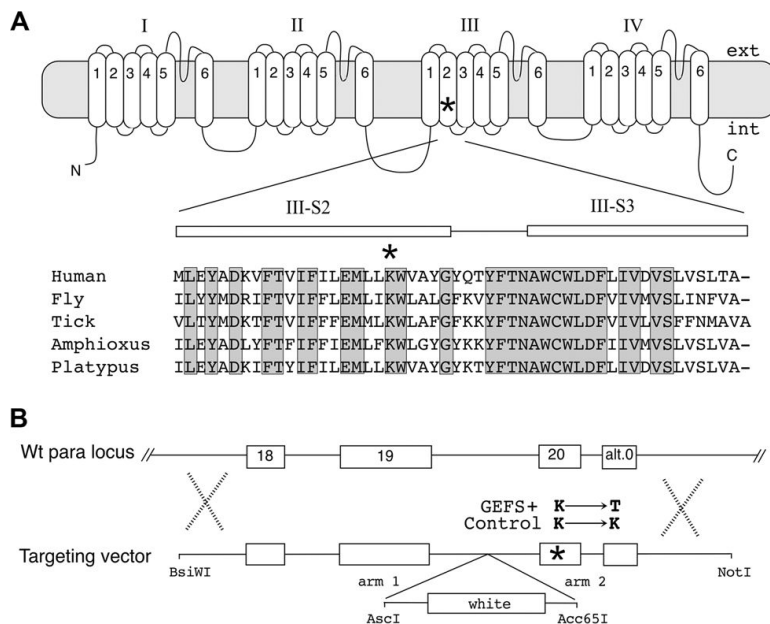 A
I II III IV
ext
1 2 3 4 5 6 1 2 3 4 5 6 1 2 3 4 5 6 1 2 3 4 5 6
*
int
N C
III-S2 III-S3
*
Human MLEYADKVFTVIFILEMLLKWVAYGYQTYFTNAWCWLDFLIVDVSLVSLTA-
Fly ILYYMDRIFTVIFFLEMLIKWLALGFKVYFTNAWCWLDFVIVMVSLINFVA-
Tick VLTYMDKTFTVIFFFEMLLKWLAFGFKKYFTNAWCWLDFVIVLVSFFNMAVA
Amphioxus ILEYADLYFTFIFIFEMLFKWLGYGYKKYFTNAWCWLDFIIVMVSLVSLVA-
Platypus ILEYADKIFTYIFILEMLLKWVAYGYKTYFTNAWCWLDFLIVDVSLVSLVA-
B
Wt para locus // 18 19 20 alt.0 //
GEFS+ K T
Control K K
Targeting vector *
BsiWI arm 1 arm 2 NotI
white
AscI Acc65I